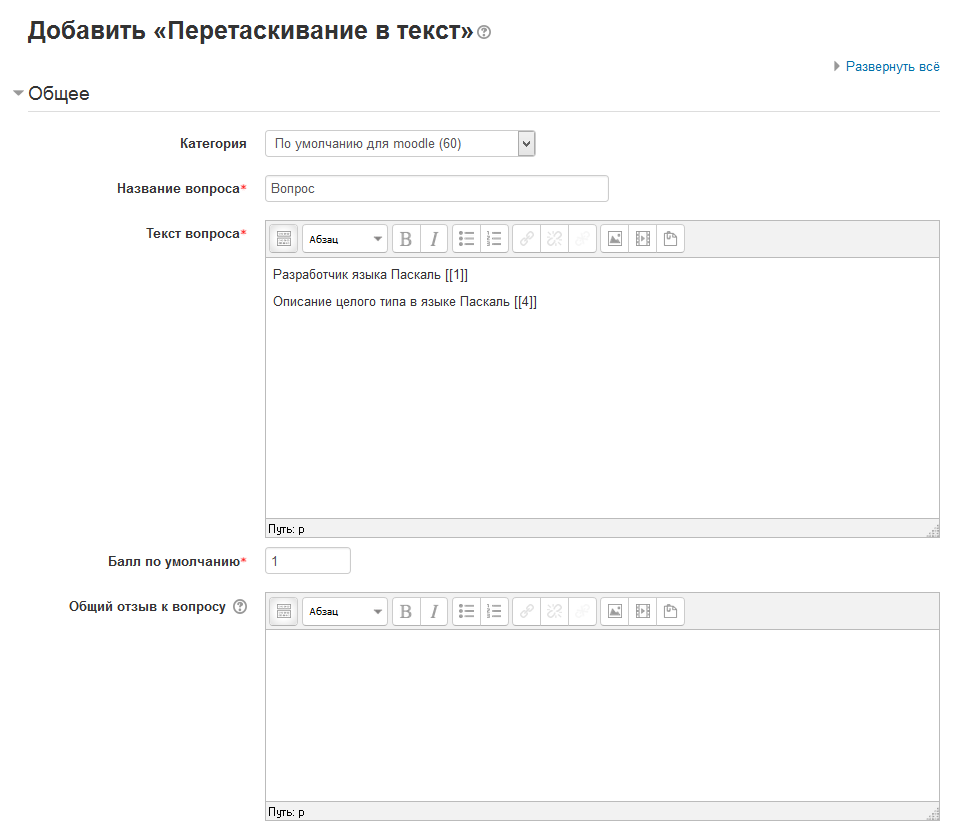 Добавить «Перетаскивание в текст»
Развернуть всё
Общее
Категория
По умолчанию для moodle (60)
Название вопроса*
Вопрос
Текст вопроса*
Абзац
B I
Разработчик языка Паскаль [[1]]
Описание целого типа в языке Паскаль [[4]]
Путь: p
Балл по умолчанию*
1
Общий отзыв к вопросу
Абзац
B I
Путь: p